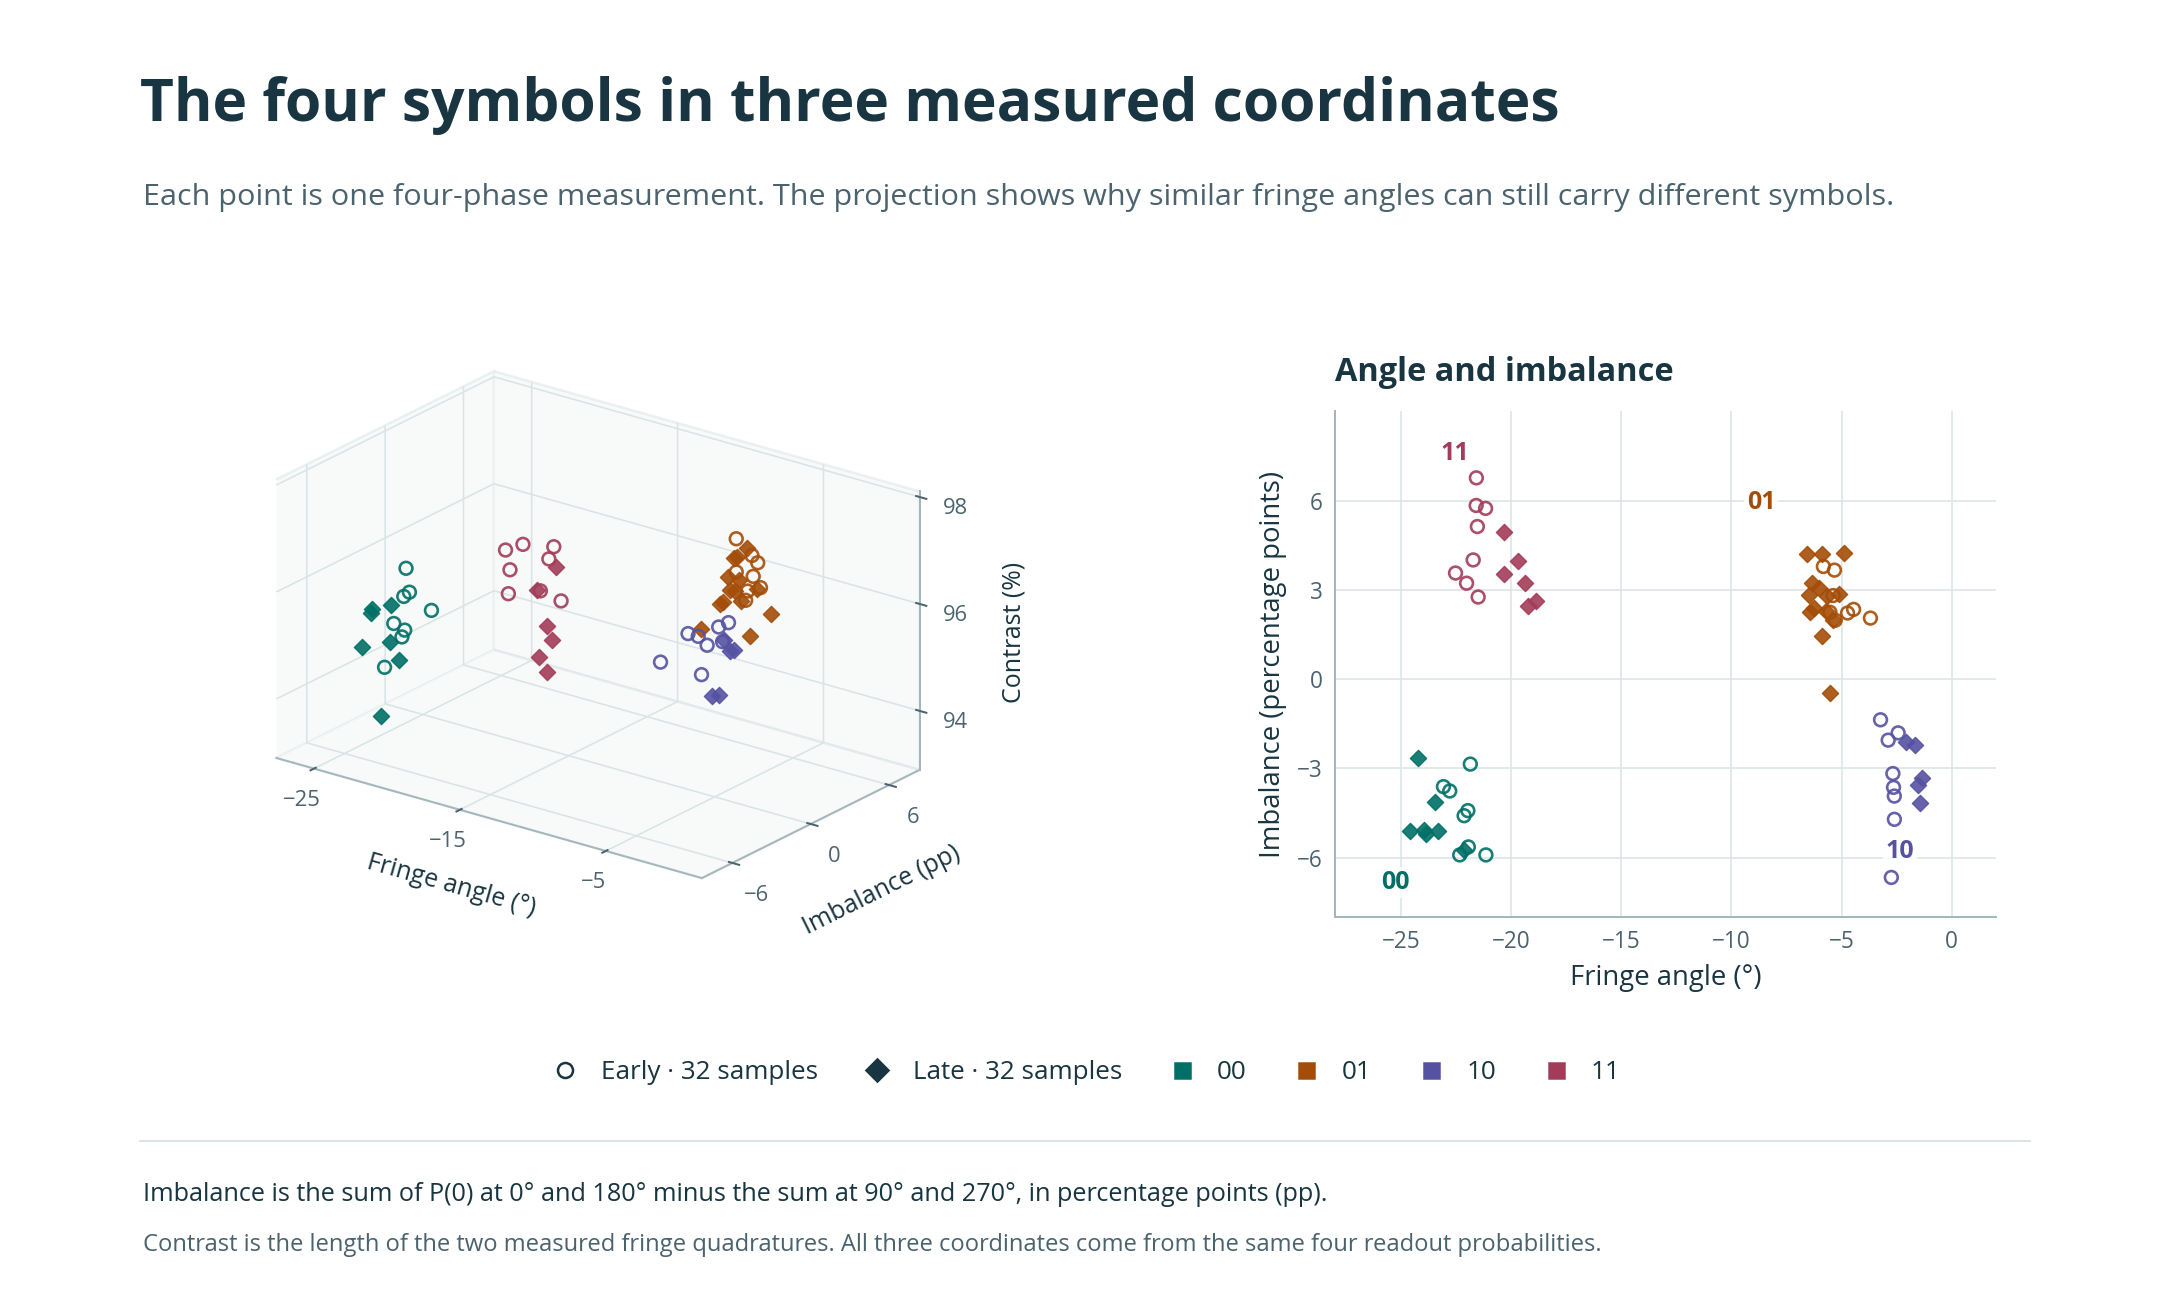 The four symbols in three measured coordinates
Each point is one four-phase measurement. The projection shows why similar fringe angles can still carry different symbols.
98
96
94
Contrast (%)
−25
−15
−5
Fringe angle (°)
6
0
−6
Imbalance (pp)
Angle and imbalance
11
01
10
00
6
3
0
−3
−6
Imbalance (percentage points)
−25
−20
−15
−10
−5
0
Fringe angle (°)
Early · 32 samples
Late · 32 samples
00
01
10
11
Imbalance is the sum of P(0) at 0° and 180° minus the sum at 90° and 270°, in percentage points (pp).
Contrast is the length of the two measured fringe quadratures. All three coordinates come from the same four readout probabilities.